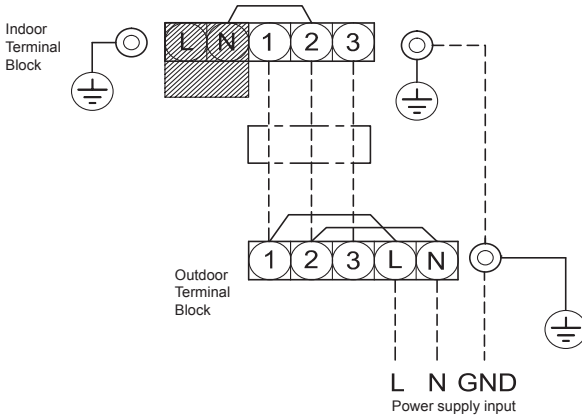 Indoor
Terminal
Block
L N 1 2 3
1 2 3 L N
Outdoor
Terminal
Block
L N GND
Power supply input